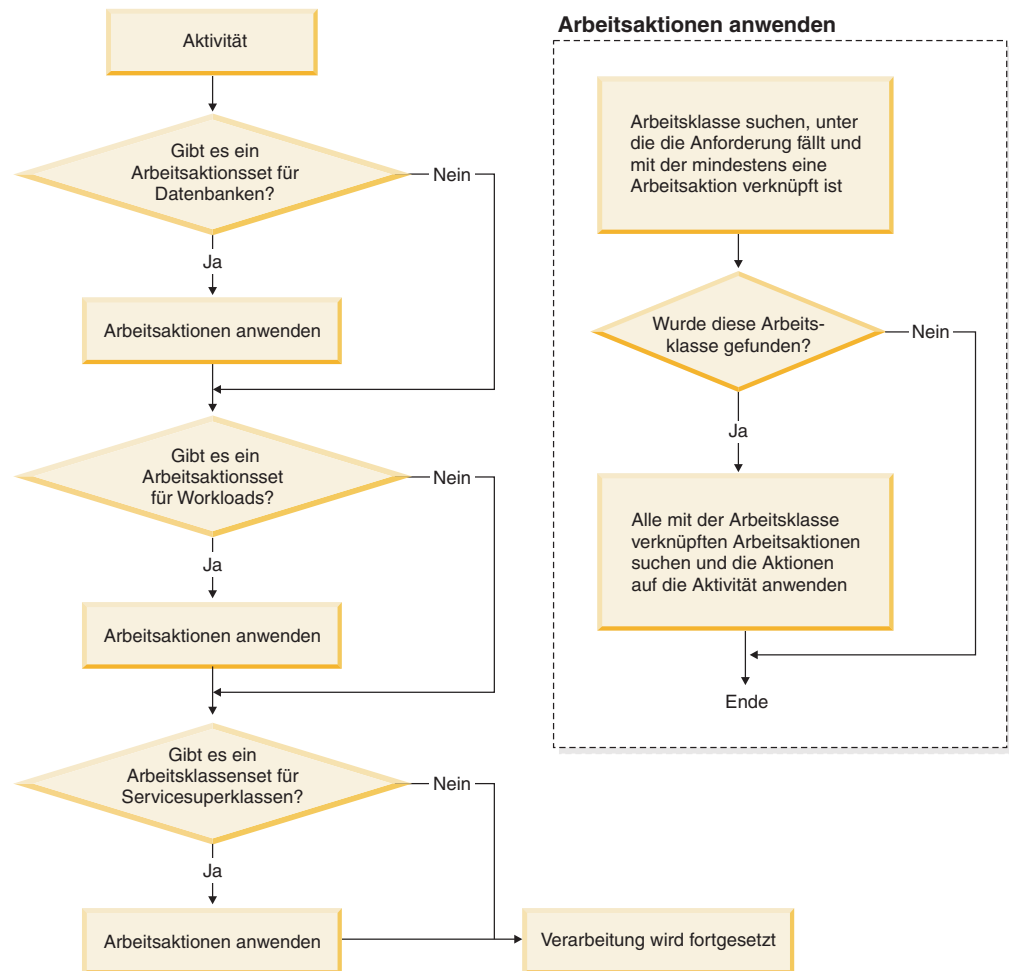 Aktivität
Gibt es ein
Arbeitsaktionsset für
Datenbanken?
Nein
Ja
Arbeitsaktionen anwenden
Gibt es ein
Arbeitsaktionsset
für Workloads?
Nein
Ja
Arbeitsaktionen anwenden
Gibt es ein
Arbeitsklassenset für
Servicesuperklassen?
Nein
Ja
Arbeitsaktionen anwenden
Verarbeitung wird fortgesetzt
Arbeitsaktionen anwenden
Arbeitsklasse suchen, unter
die die Anforderung fällt und
mit der mindestens eine
Arbeitsaktion verknüpft ist
Wurde diese Arbeits-
klasse gefunden?
Nein
Ja
Alle mit der Arbeitsklasse
verknüpften Arbeitsaktionen
suchen und die Aktionen
auf die Aktivität anwenden
Ende